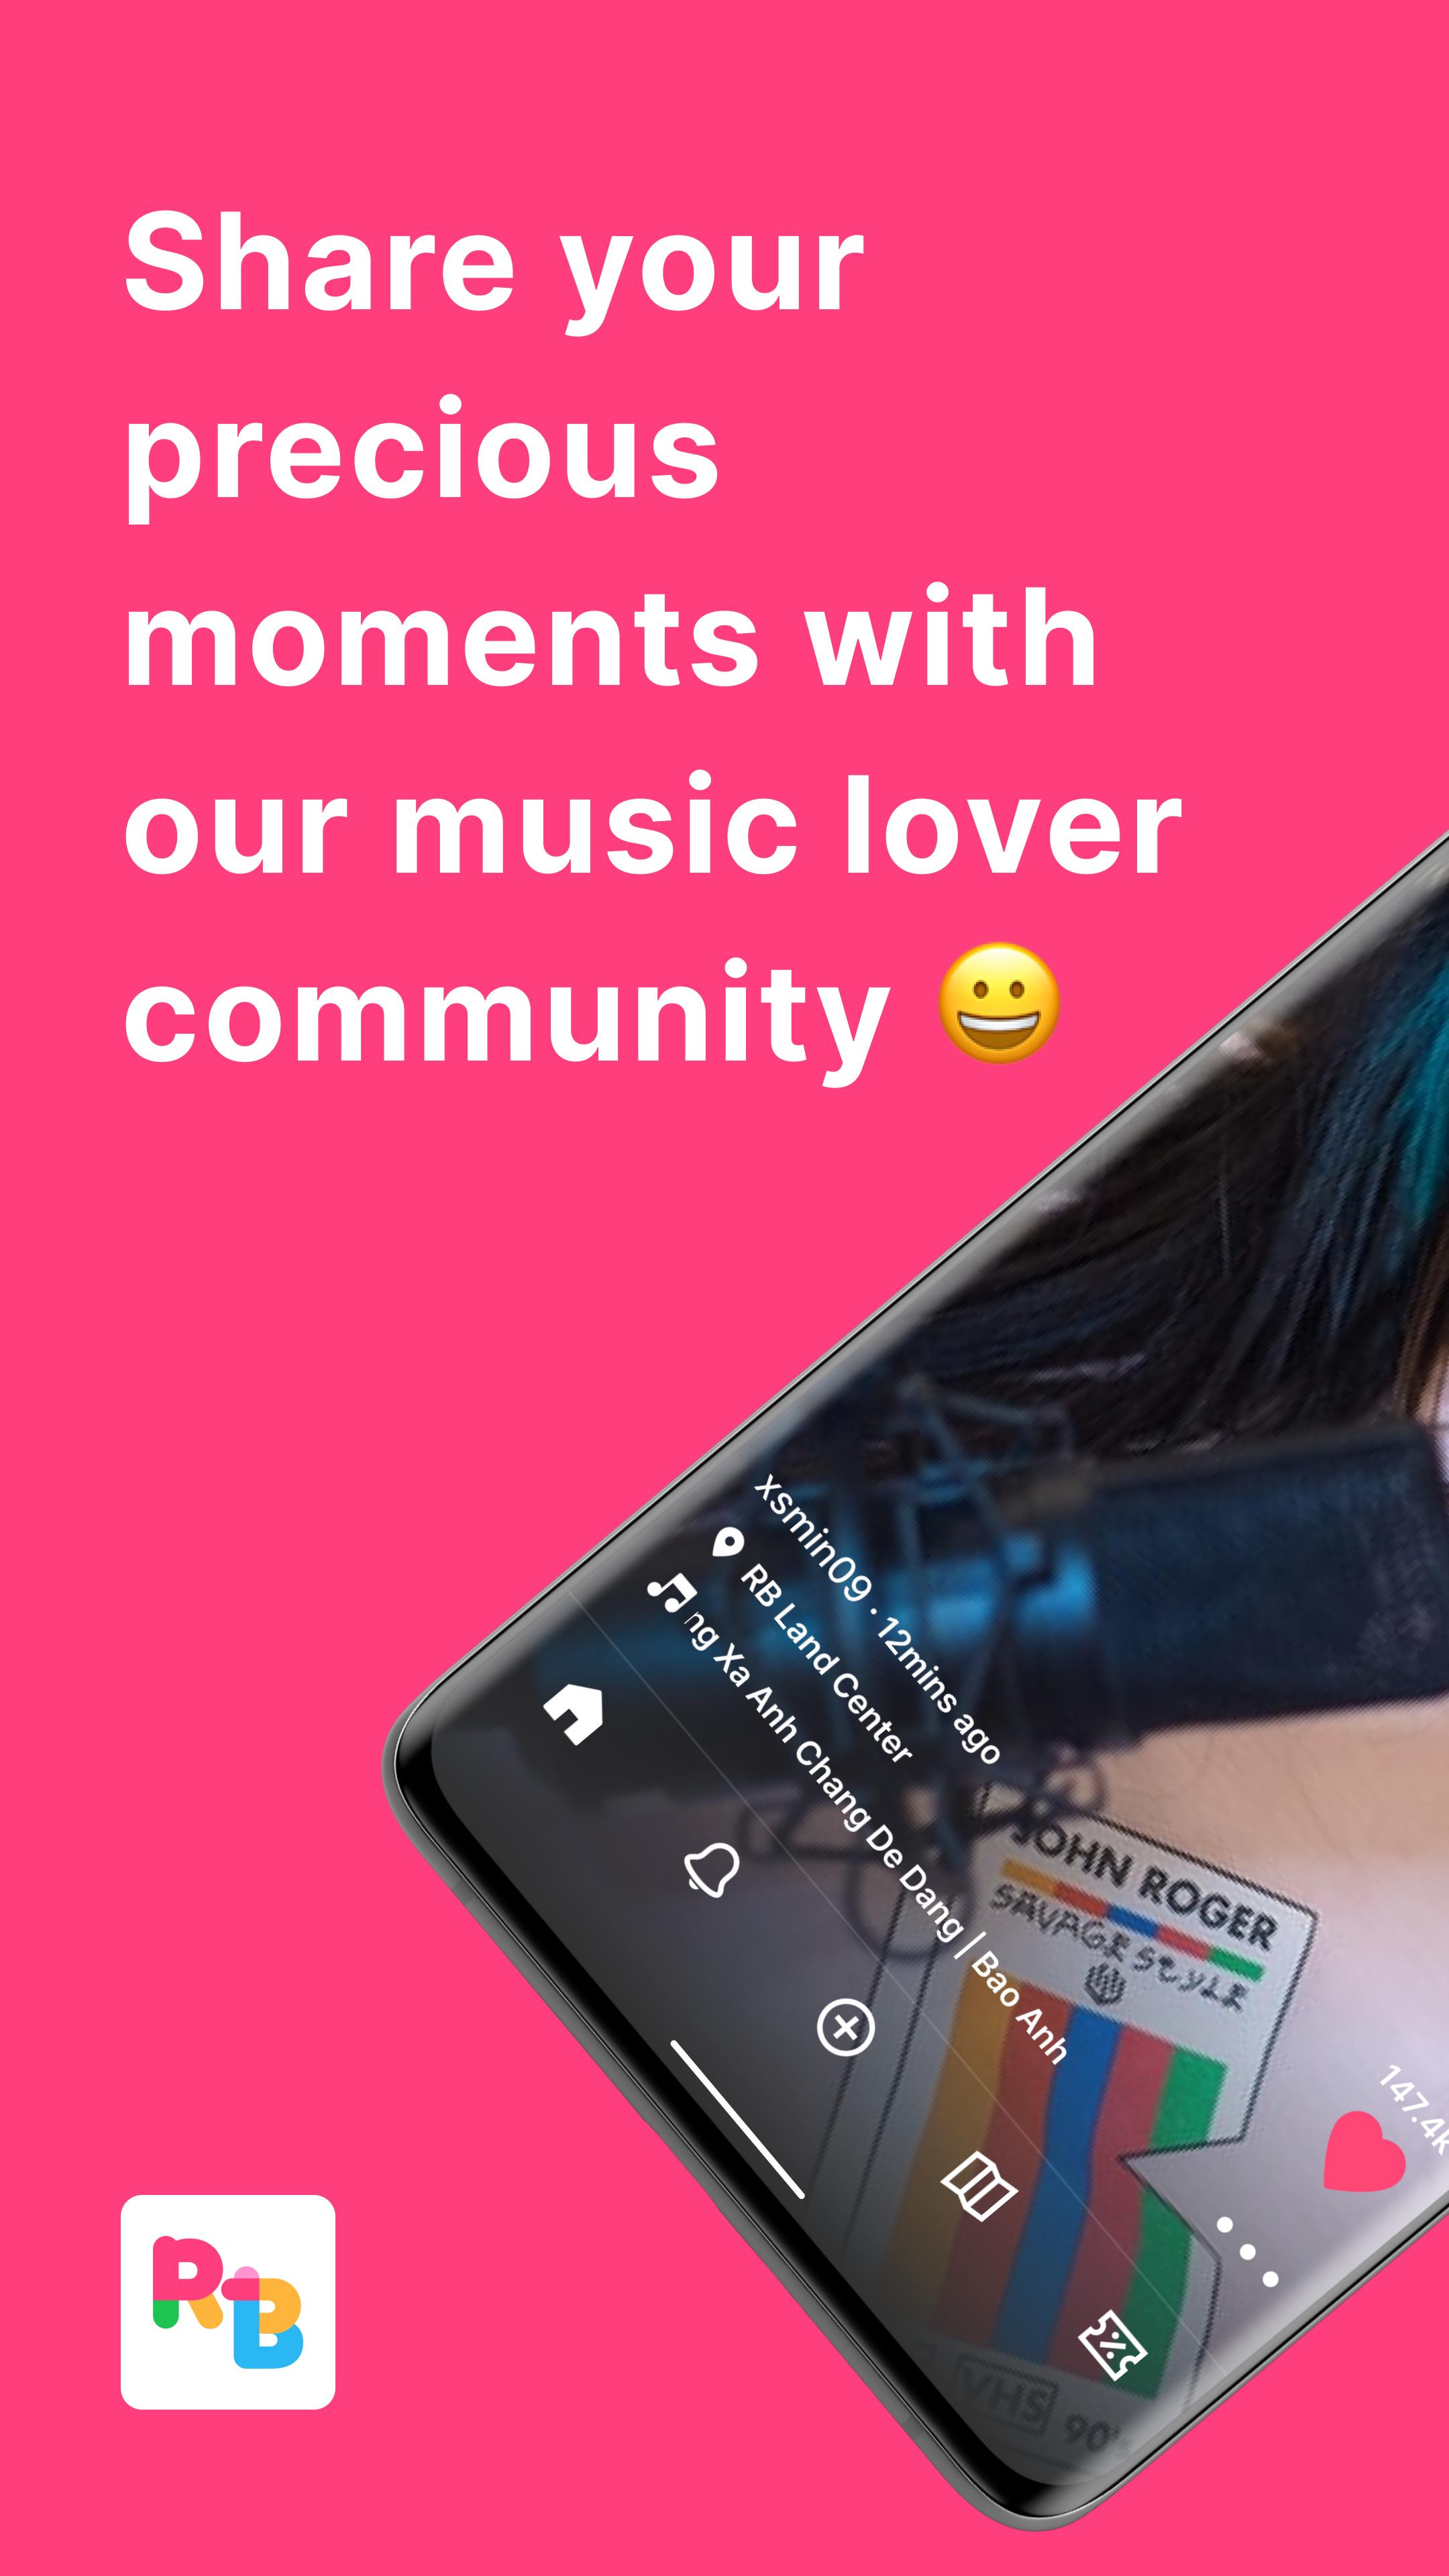 Share your
precious
moments with
our music lover
community 😀
xsmin09 · 12mins ago
RB Land Center
ng Xa Anh Chang De Dang | Bao Anh
JOHN ROGER
SAVAGE STYLE
147.4k
VHS 90's
RB